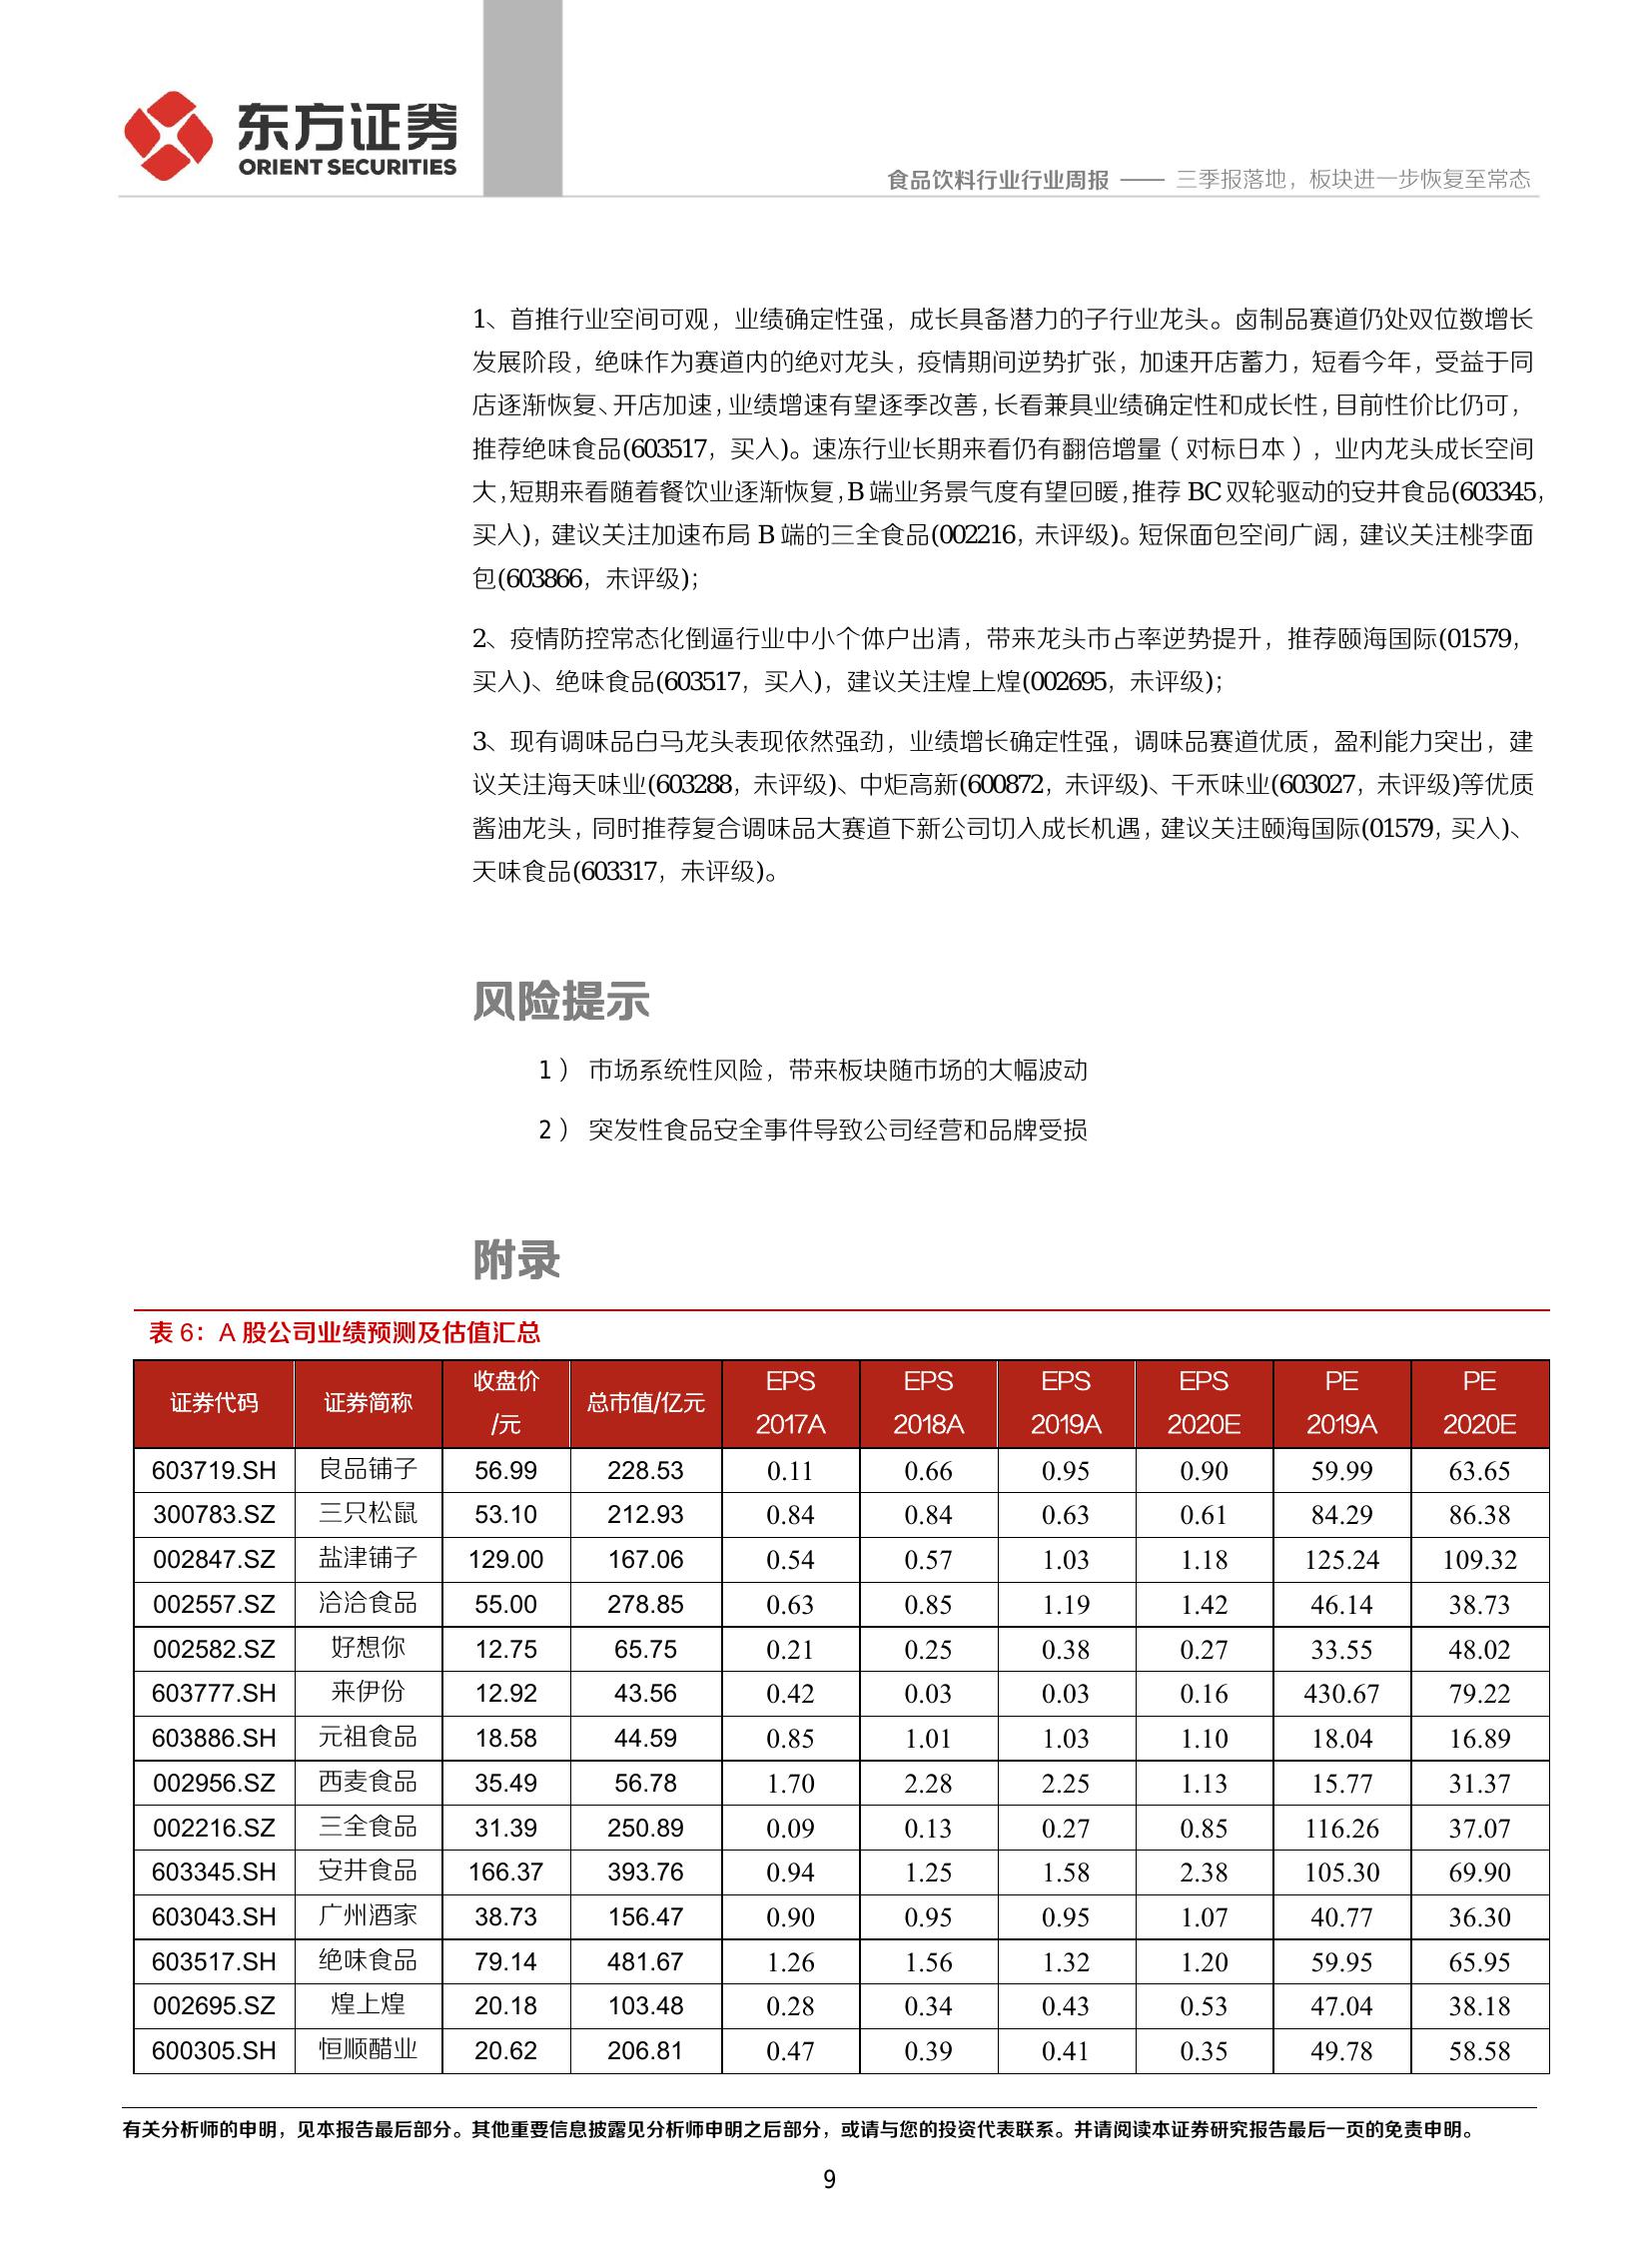 东方证券
ORIENT SECURITIES
食品饮料行业行业周报 —— 三季报落地，板块进一步恢复至常态
1、首推行业空间可观，业绩确定性强，成长具备潜力的子行业龙头。卤制品赛道仍处双位数增长
发展阶段，绝味作为赛道内的绝对龙头，疫情期间逆势扩张，加速开店蓄力，短看今年，受益于同
店逐渐恢复、开店加速，业绩增速有望逐季改善，长看兼具业绩确定性和成长性，目前性价比仍可，
推荐绝味食品(603517，买入)。速冻行业长期来看仍有翻倍增量（对标日本），业内龙头成长空间
大，短期来看随着餐饮业逐渐恢复，B 端业务景气度有望回暖，推荐 BC 双轮驱动的安井食品(603345，
买入)，建议关注加速布局 B 端的三全食品(002216，未评级)。短保面包空间广阔，建议关注桃李面
包(603866，未评级)；
2、疫情防控常态化倒逼行业中小个体户出清，带来龙头市占率逆势提升，推荐颐海国际(01579，
买入)、绝味食品(603517，买入)，建议关注煌上煌(002695，未评级)；
3、现有调味品白马龙头表现依然强劲，业绩增长确定性强，调味品赛道优质，盈利能力突出，建
议关注海天味业(603288，未评级)、中炬高新(600872，未评级)、千禾味业(603027，未评级)等优质
酱油龙头，同时推荐复合调味品大赛道下新公司切入成长机遇，建议关注颐海国际(01579，买入)、
天味食品(603317，未评级)。
风险提示
1） 市场系统性风险，带来板块随市场的大幅波动
2） 突发性食品安全事件导致公司经营和品牌受损
附录
表 6：A 股公司业绩预测及估值汇总
证券代码 证券简称 收盘价/元 总市值/亿元 EPS 2017A EPS 2018A EPS 2019A EPS 2020E PE 2019A PE 2020E
603719.SH 良品铺子 56.99 228.53 0.11 0.66 0.95 0.90 59.99 63.65
300783.SZ 三只松鼠 53.10 212.93 0.84 0.84 0.63 0.61 84.29 86.38
002847.SZ 盐津铺子 129.00 167.06 0.54 0.57 1.03 1.18 125.24 109.32
002557.SZ 洽洽食品 55.00 278.85 0.63 0.85 1.19 1.42 46.14 38.73
002582.SZ 好想你 12.75 65.75 0.21 0.25 0.38 0.27 33.55 48.02
603777.SH 来伊份 12.92 43.56 0.42 0.03 0.03 0.16 430.67 79.22
603886.SH 元祖食品 18.58 44.59 0.85 1.01 1.03 1.10 18.04 16.89
002956.SZ 西麦食品 35.49 56.78 1.70 2.28 2.25 1.13 15.77 31.37
002216.SZ 三全食品 31.39 250.89 0.09 0.13 0.27 0.85 116.26 37.07
603345.SH 安井食品 166.37 393.76 0.94 1.25 1.58 2.38 105.30 69.90
603043.SH 广州酒家 38.73 156.47 0.90 0.95 0.95 1.07 40.77 36.30
603517.SH 绝味食品 79.14 481.67 1.26 1.56 1.32 1.20 59.95 65.95
002695.SZ 煌上煌 20.18 103.48 0.28 0.34 0.43 0.53 47.04 38.18
600305.SH 恒顺醋业 20.62 206.81 0.47 0.39 0.41 0.35 49.78 58.58
有关分析师的申明，见本报告最后部分。其他重要信息披露见分析师申明之后部分，或请与您的投资代表联系。并请阅读本证券研究报告最后一页的免责申明。
9